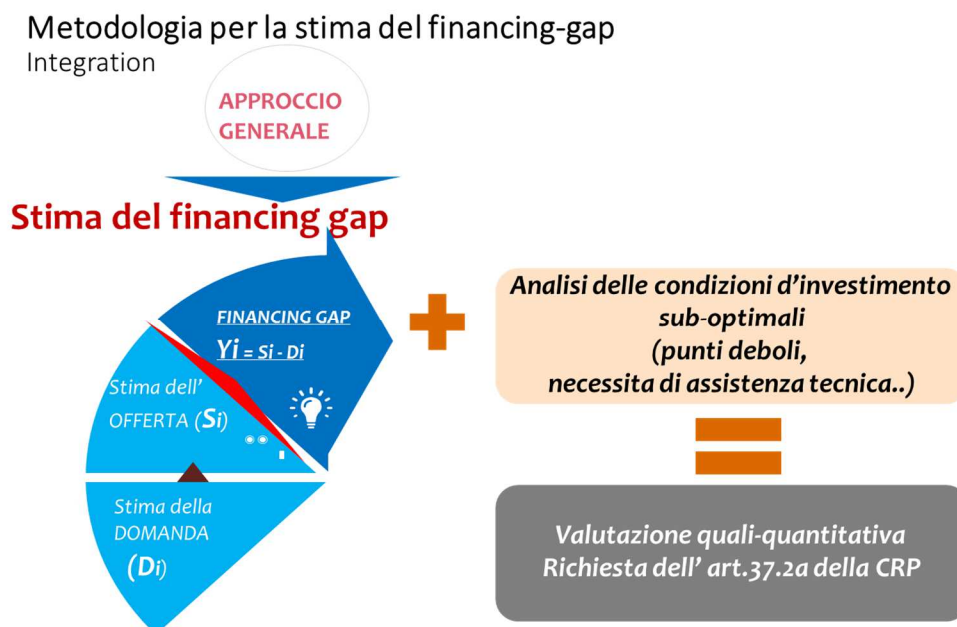 Metodologia per la stima del financing-gap
Integration
APPROCCIO
GENERALE
Stima del financing gap
FINANCING GAP
Yi = Si - Di
Stima dell'
OFFERTA (Si)
Stima della
DOMANDA
(Di)
Analisi delle condizioni d'investimento
sub-optimali
(punti deboli,
necessita di assistenza tecnica..)
Valutazione quali-quantitativa
Richiesta dell' art.37.2a della CRP